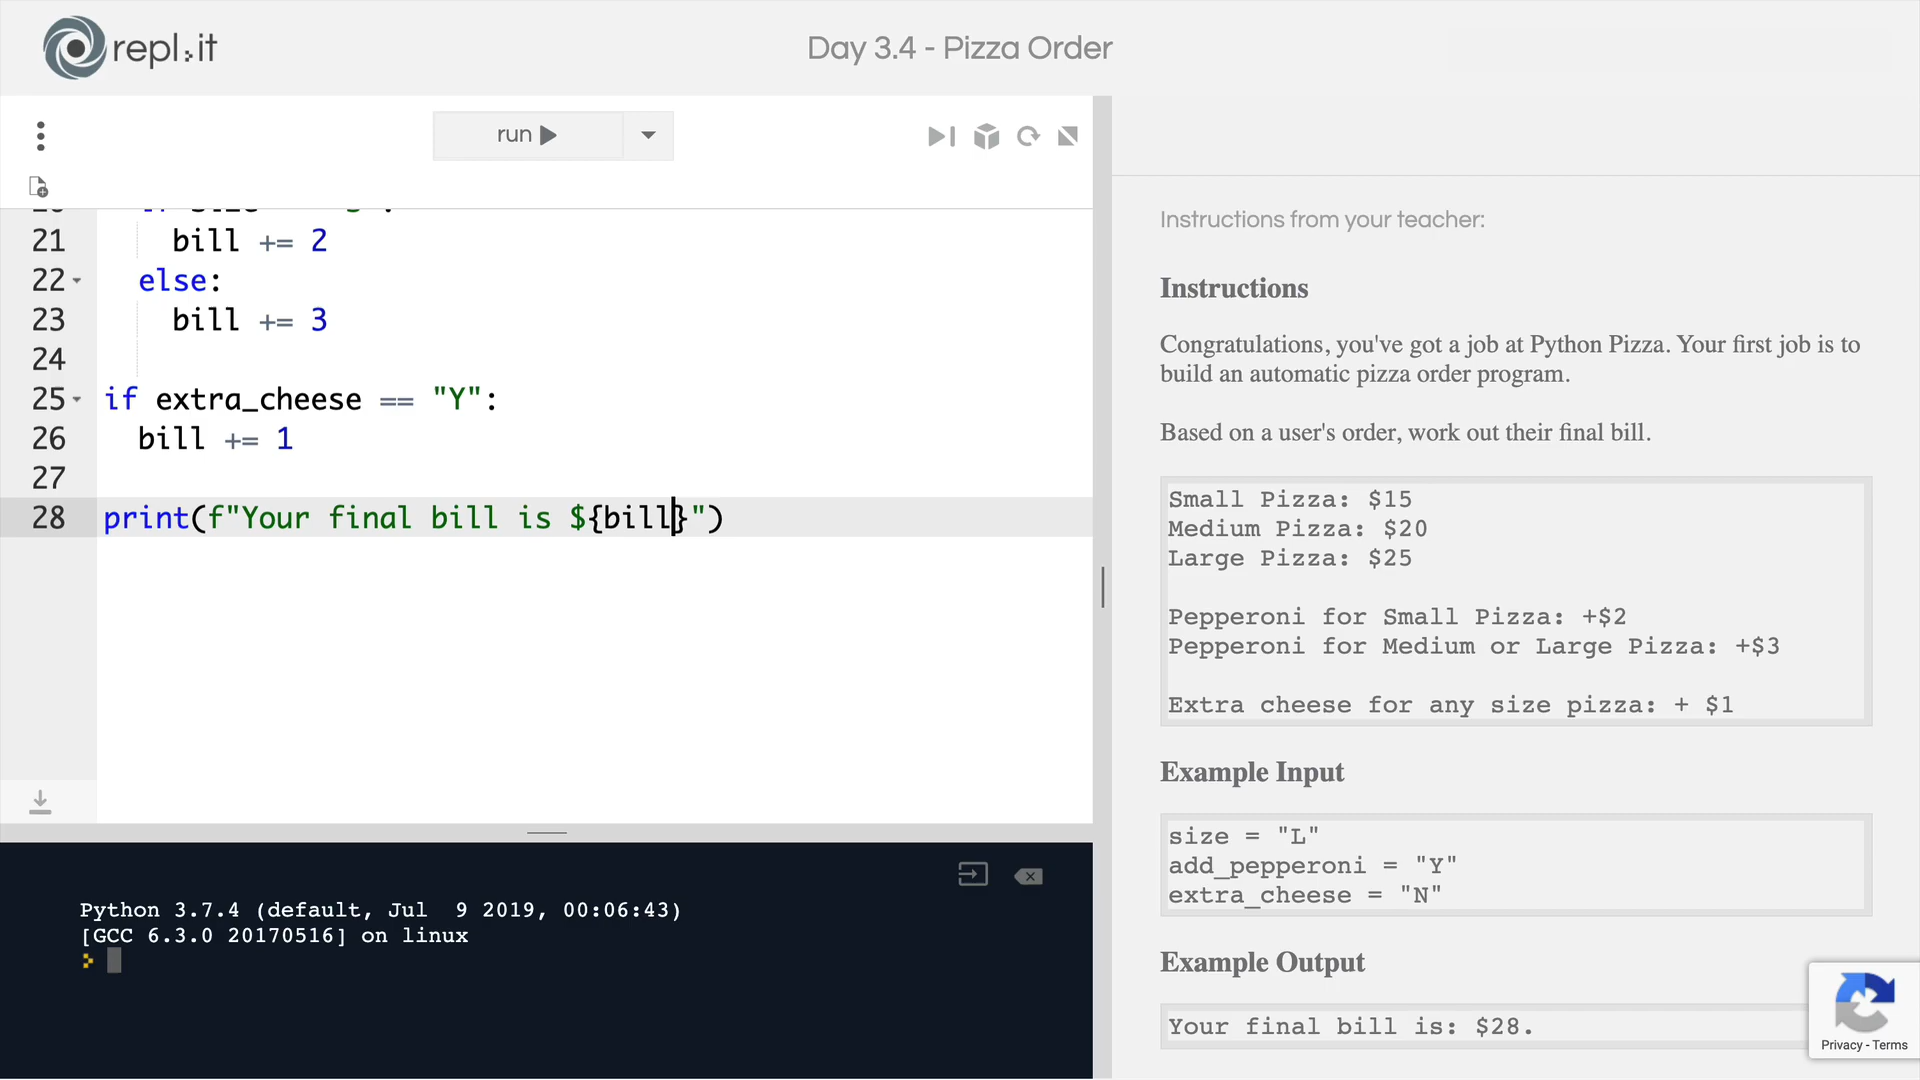 repl.it
Day 3.4 - Pizza Order
run
21 bill += 2
22 else:
23 bill += 3
24
25 if extra_cheese == "Y":
26 bill += 1
27
28 print(f"Your final bill is ${bill}")
Python 3.7.4 (default, Jul  9 2019, 00:06:43)
[GCC 6.3.0 20170516] on linux
Instructions from your teacher:
Instructions
Congratulations, you've got a job at Python Pizza. Your first job is to
build an automatic pizza order program.
Based on a user's order, work out their final bill.
Small Pizza: $15
Medium Pizza: $20
Large Pizza: $25
Pepperoni for Small Pizza: +$2
Pepperoni for Medium or Large Pizza: +$3
Extra cheese for any size pizza: + $1
Example Input
size = "L"
add_pepperoni = "Y"
extra_cheese = "N"
Example Output
Your final bill is: $28.
Privacy - Terms